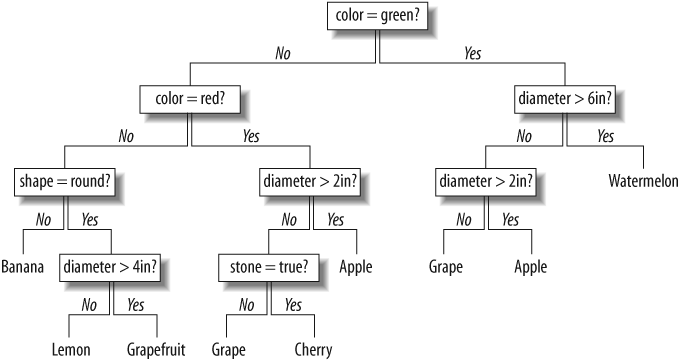 color = green?
No
Yes
color = red?
diameter > 6in?
No
Yes
No
Yes
shape = round?
diameter > 2in?
diameter > 2in?
Watermelon
No
Yes
No
Yes
No
Yes
Banana
diameter > 4in?
stone = true?
Apple
Grape
Apple
No
Yes
No
Yes
Lemon
Grapefruit
Grape
Cherry